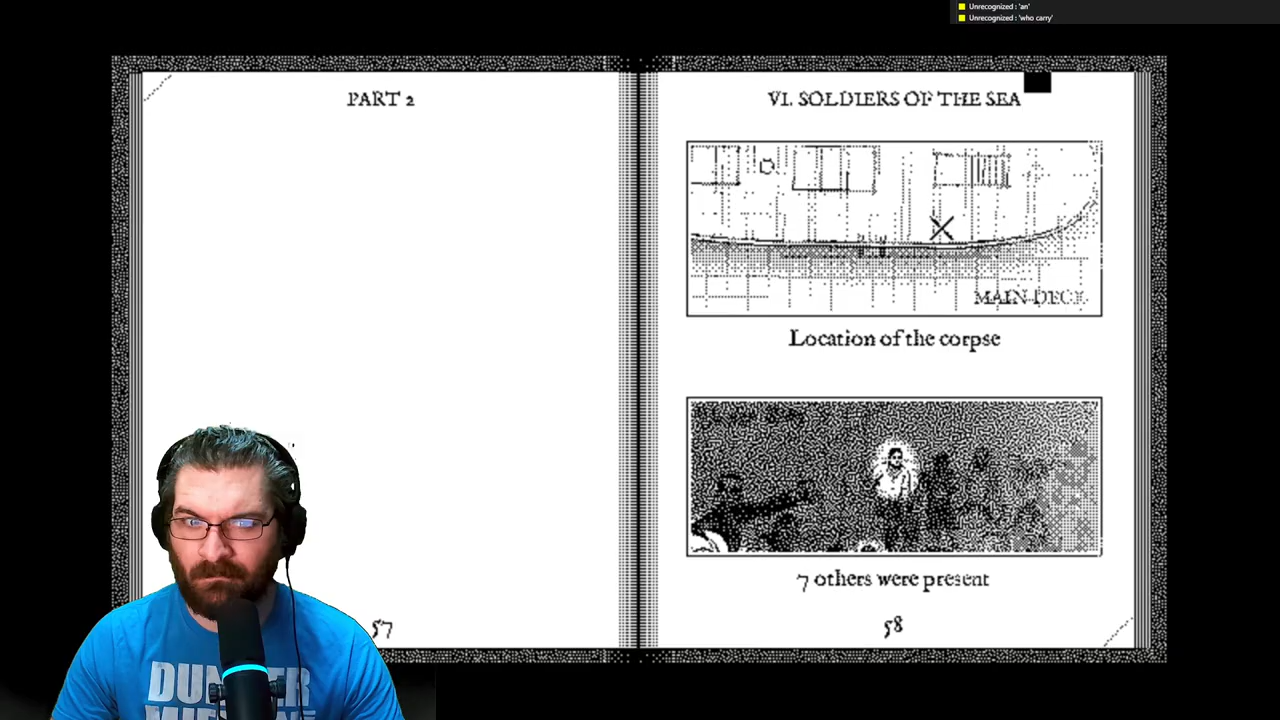 Unrecognized : 'an'
Unrecognized : 'who carry'
PART 2
VI. SOLDIERS OF THE SEA
MAIN DECK
Location of the corpse
7 others were present
57
58